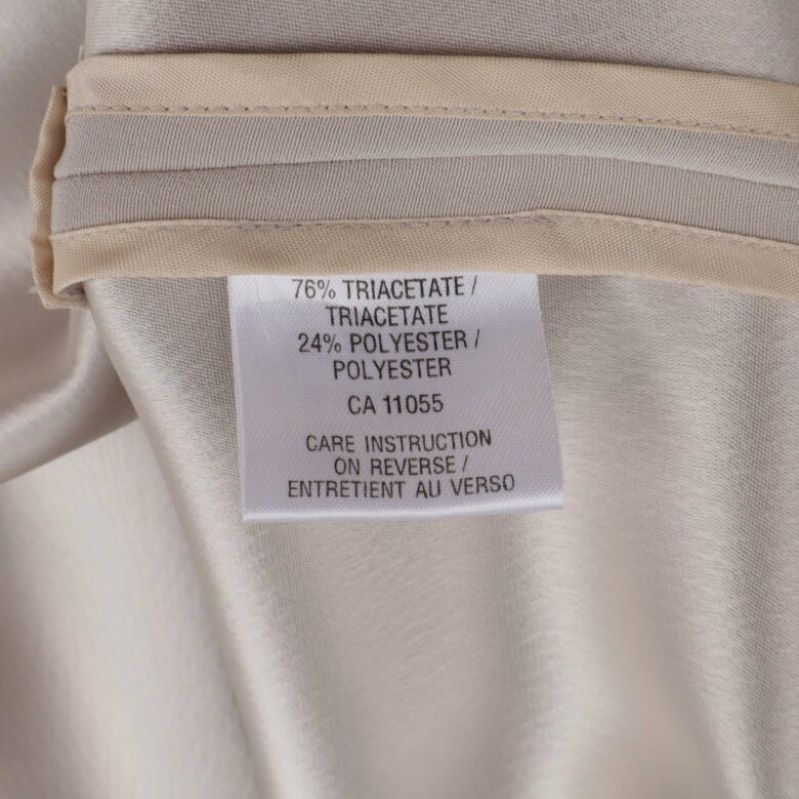 76% TRIACETATE /
TRIACETATE
24% POLYESTER /
POLYESTER
CA 11055
CARE INSTRUCTION
ON REVERSE /
ENTRETIENT AU VERSO